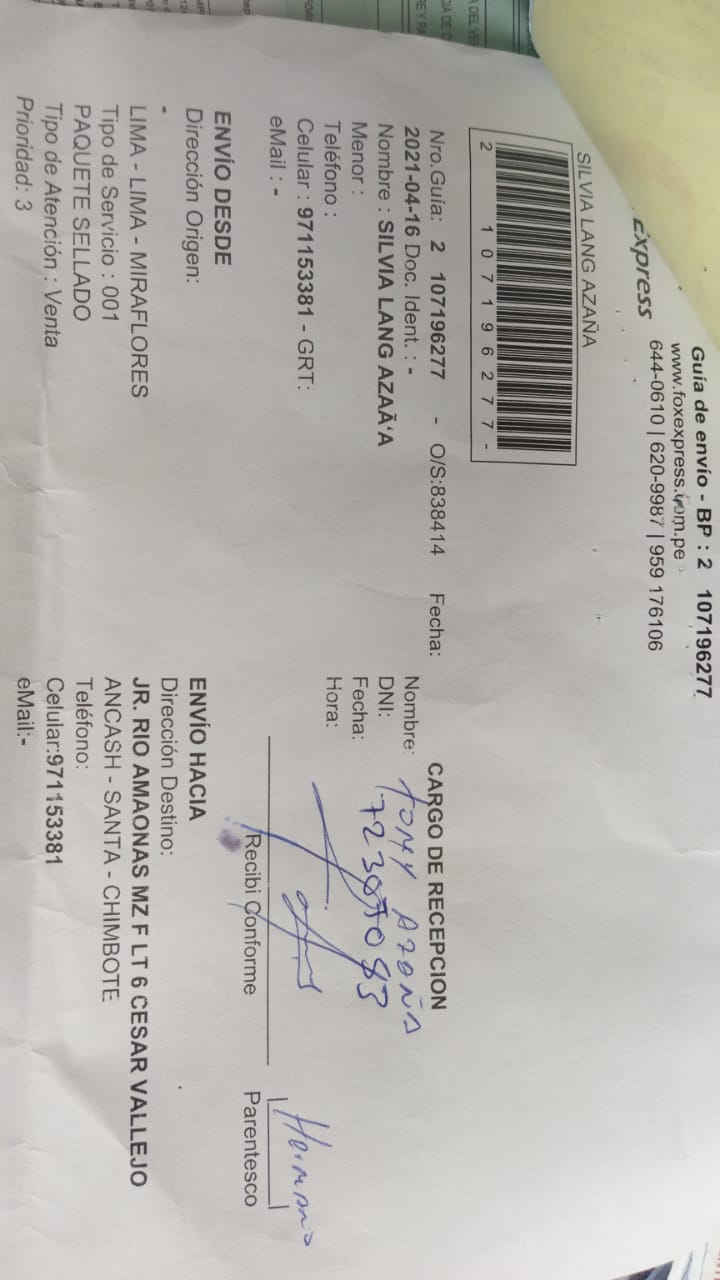 Guía de envío - BP : 2 107196277
www.foxexpress.com.pe
Express
644-0610 | 620-9987 | 959 176106
SILVIA LANG AZAÑA
2 1 0 7 1 9 6 2 7 7 -
Nro.Guía: 2 107196277 - O/S:838414 Fecha:
2021-04-16 Doc. Ident. : -
Nombre : SILVIA LANG AZAÃ‘A
Menor :
Teléfono :
Celular : 971153381 - GRT:
eMail : -
CARGO DE RECEPCION
Nombre: Tony Azaña
DNI:
Fecha:
Hora:
Recibi Conforme
Hermano
Parentesco
ENVÍO DESDE
Dirección Origen:
-
LIMA - LIMA - MIRAFLORES
Tipo de Servicio : 001
PAQUETE SELLADO
Tipo de Atención : Venta
Prioridad: 3
ENVÍO HACIA
Dirección Destino:
JR. RIO AMAONAS MZ F LT 6 CESAR VALLEJO
ANCASH - SANTA - CHIMBOTE
Teléfono:
Celular:971153381
eMail:-